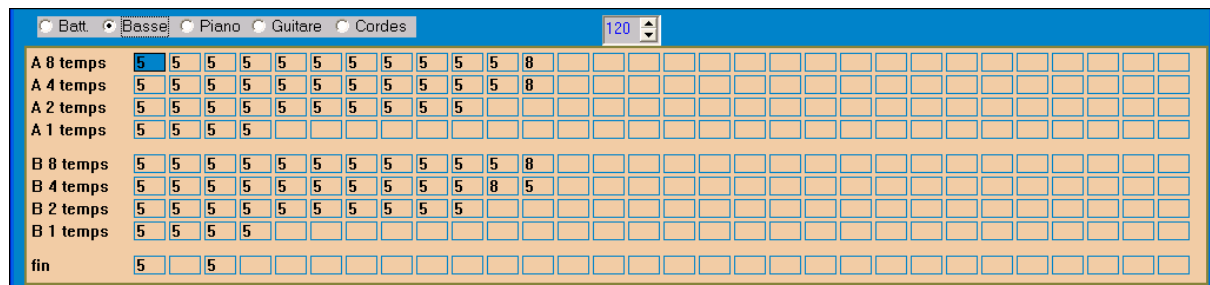 Batt. Basse Piano Guitare Cordes 120
A 8 temps 5 5 5 5 5 5 5 5 5 5 5 8
A 4 temps 5 5 5 5 5 5 5 5 5 5 5 8
A 2 temps 5 5 5 5 5 5 5 5 5 5
A 1 temps 5 5 5 5
B 8 temps 5 5 5 5 5 5 5 5 5 5 5 8
B 4 temps 5 5 5 5 5 5 5 5 5 5 8 5
B 2 temps 5 5 5 5 5 5 5 5 5 5
B 1 temps 5 5 5 5
fin 5 5